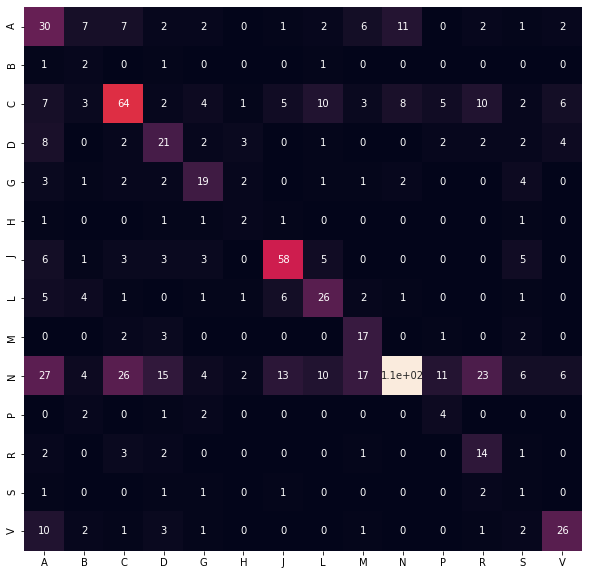 A 30 7 7 2 2 0 1 2 6 11 0 2 1 2
B 1 2 0 1 0 0 0 1 0 0 0 0 0 0
C 7 3 64 2 4 1 5 10 3 8 5 10 2 6
D 8 0 2 21 2 3 0 1 0 0 2 2 2 4
G 3 1 2 2 19 2 0 1 1 2 0 0 4 0
H 1 0 0 1 1 2 1 0 0 0 0 0 1 0
J 6 1 3 3 3 0 58 5 0 0 0 0 5 0
L 5 4 1 0 1 1 6 26 2 1 0 0 1 0
M 0 0 2 3 0 0 0 0 17 0 1 0 2 0
N 27 4 26 15 4 2 13 10 17 1.1e+02 11 23 6 6
P 0 2 0 1 2 0 0 0 0 0 4 0 0 0
R 2 0 3 2 0 0 0 0 1 0 0 14 1 0
S 1 0 0 1 1 0 1 0 0 0 0 2 1 0
V 10 2 1 3 1 0 0 0 1 0 0 1 2 26
A B C D G H J L M N P R S V